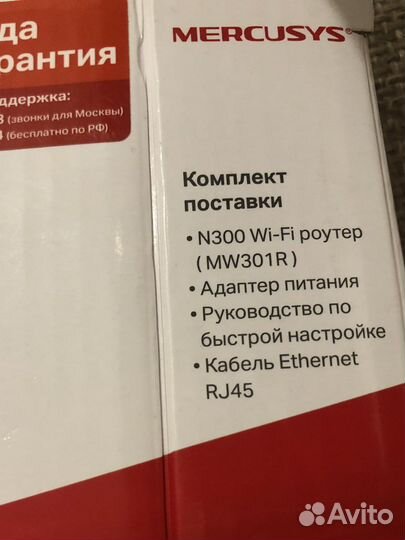 да
рантия
ддержка:
3 (звонки для Москвы)
4 (бесплатно по РФ)
MERCUSYS®
Комплект
поставки
• N300 Wi-Fi роутер
(MW301R)
• Адаптер питания
• Руководство по
быстрой настройке
• Кабель Ethernet
RJ45
Avito